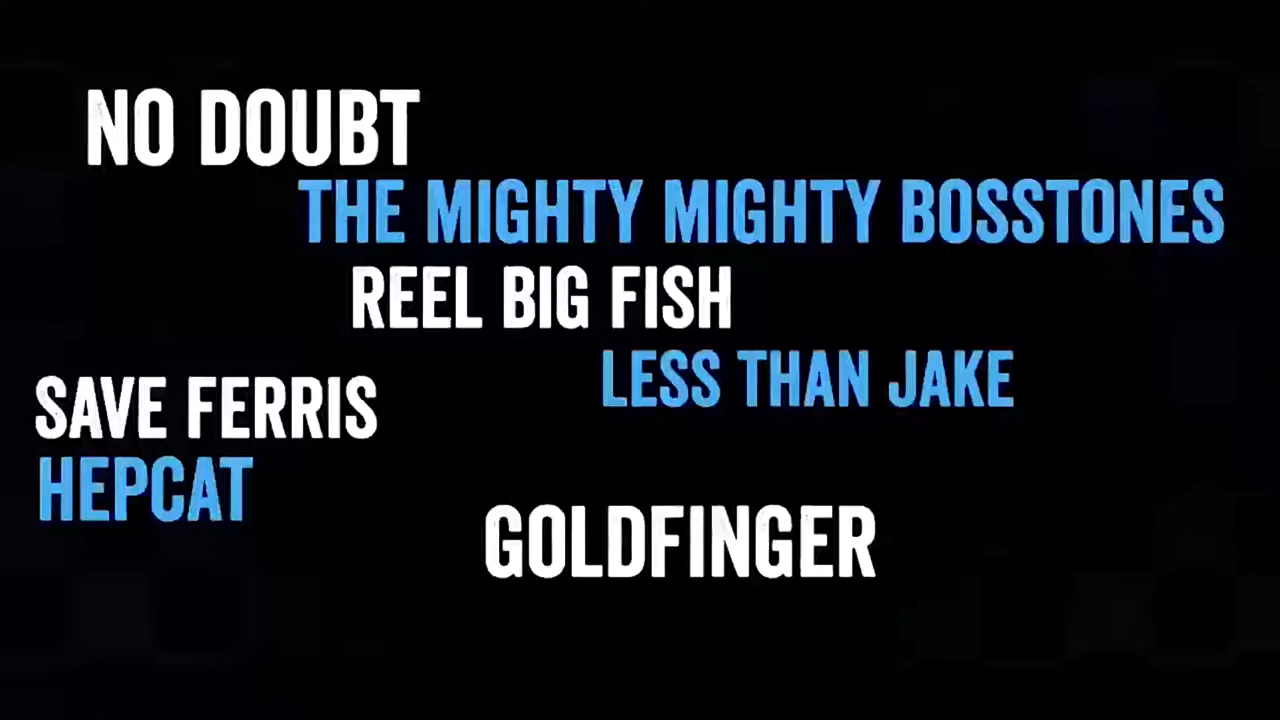 NO DOUBT
THE MIGHTY MIGHTY BOSSTONES
REEL BIG FISH
LESS THAN JAKE
SAVE FERRIS
HEPCAT
GOLDFINGER